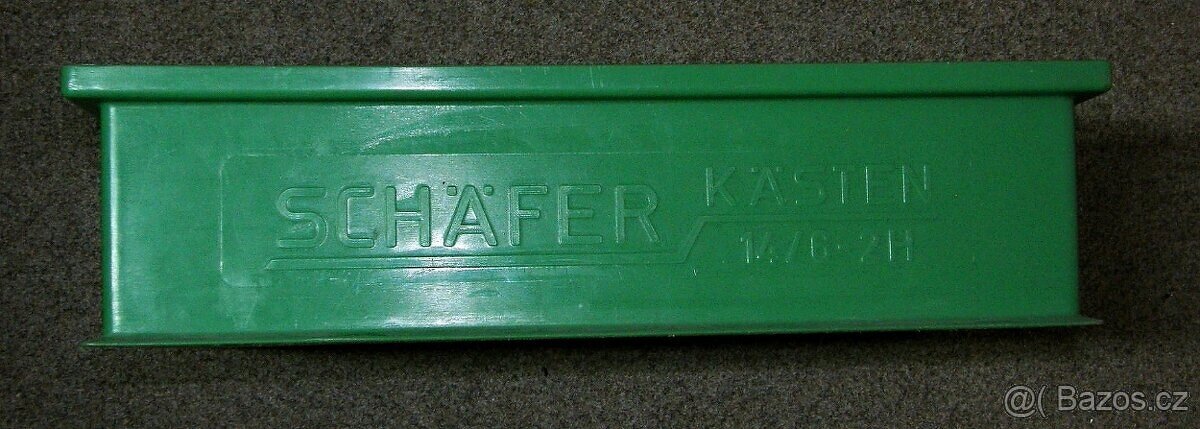 SCHÄFER KÄSTEN
14/6-2H
@( Bazos.cz